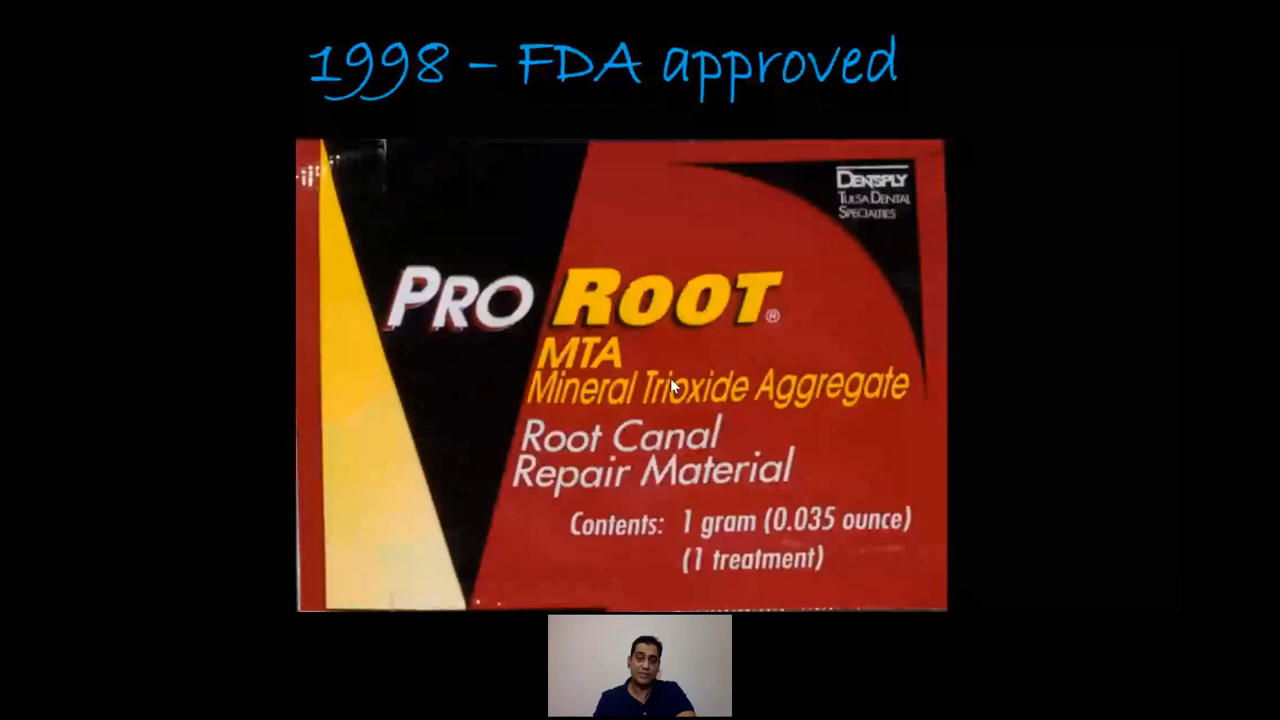 1998 – FDA approved
DENTSPLY
TULSA DENTAL
SPECIALTIES
PRO ROOT®
MTA
Mineral Trioxide Aggregate
Root Canal
Repair Material
Contents: 1 gram (0.035 ounce)
(1 treatment)